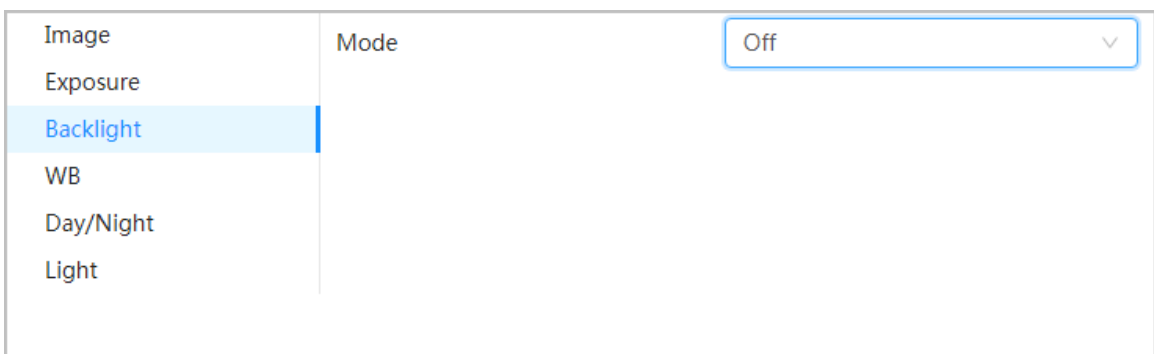 Image
Exposure
Backlight
WB
Day/Night
Light
Mode
Off